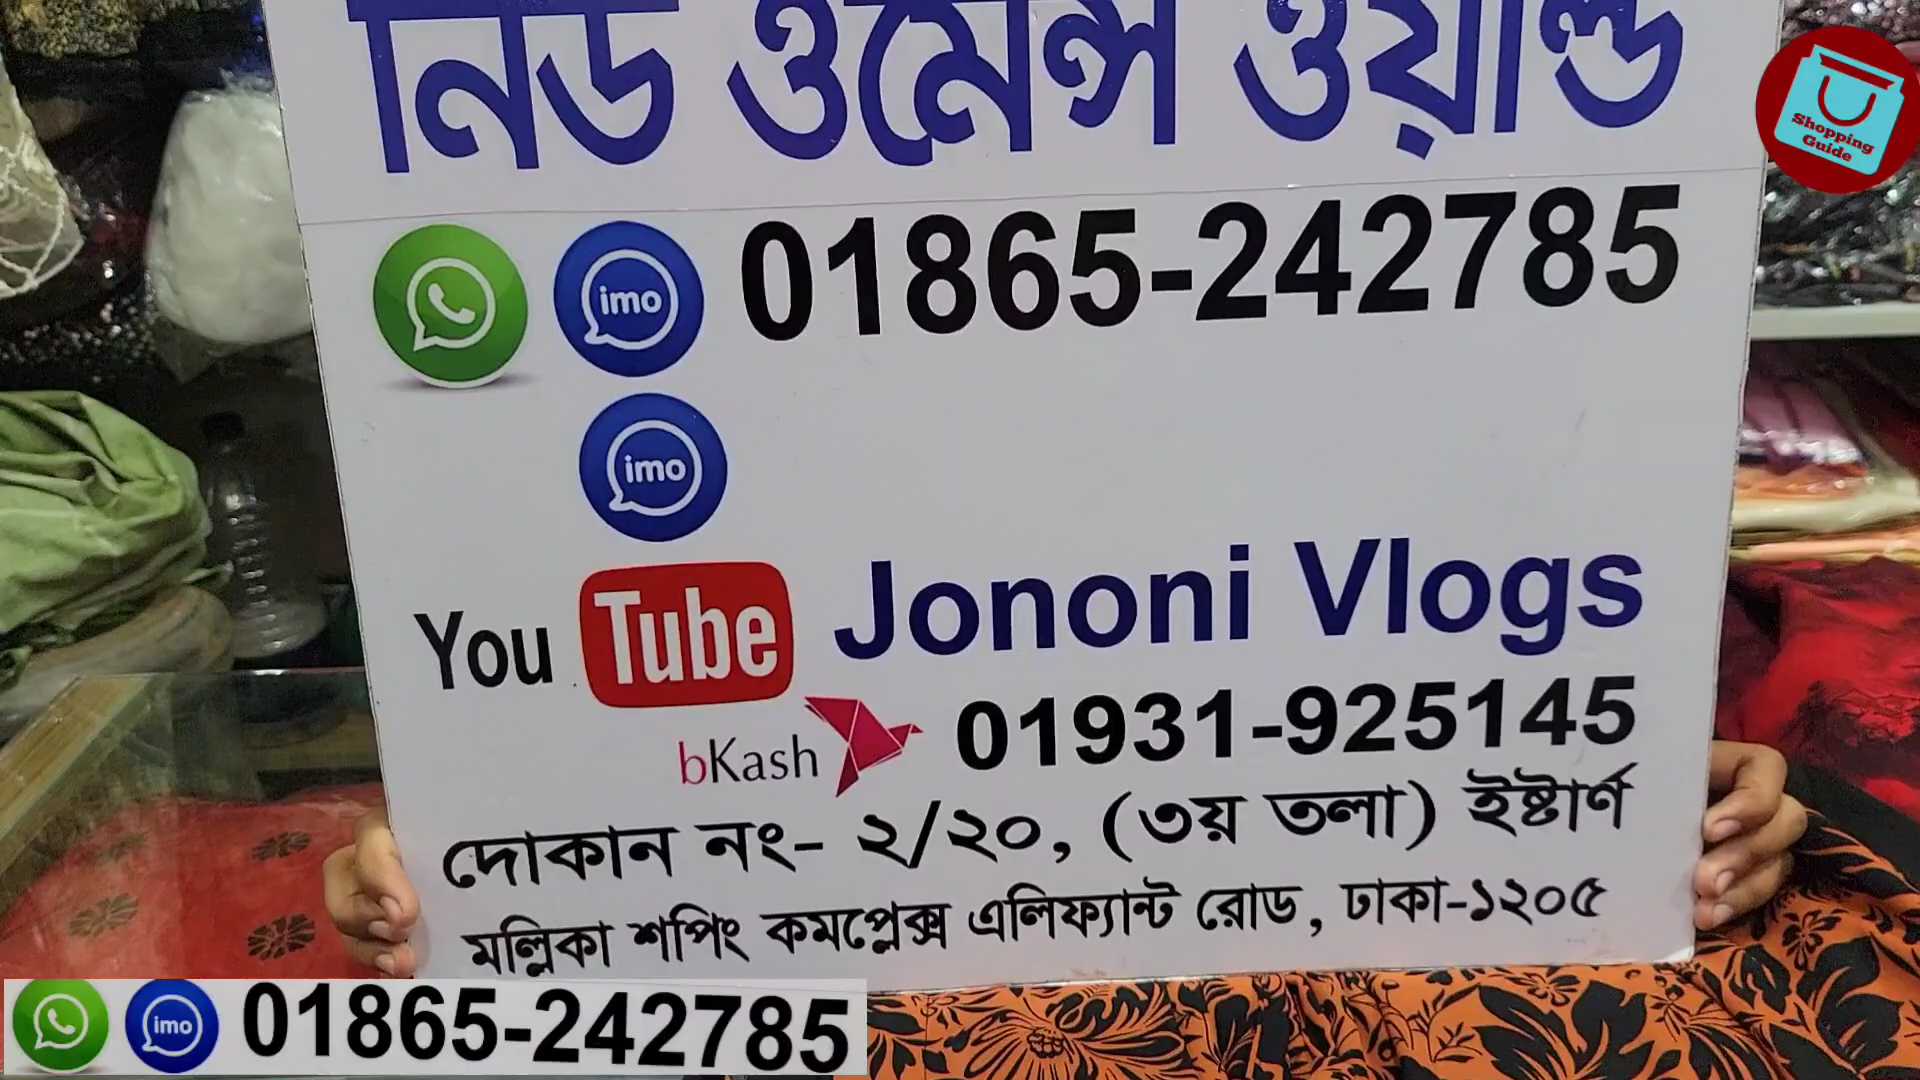 নিউ ওমেন্স ওয়ার্ল্ড
Shopping
Guide
imo 01865-242785
imo
YouTube Jononi Vlogs
bKash 01931-925145
দোকান নং- ২/২০, (৩য় তলা) ইষ্টার্ণ
মল্লিকা শপিং কমপ্লেক্স এলিফ্যান্ট রোড, ঢাকা-১২০৫
imo 01865-242785